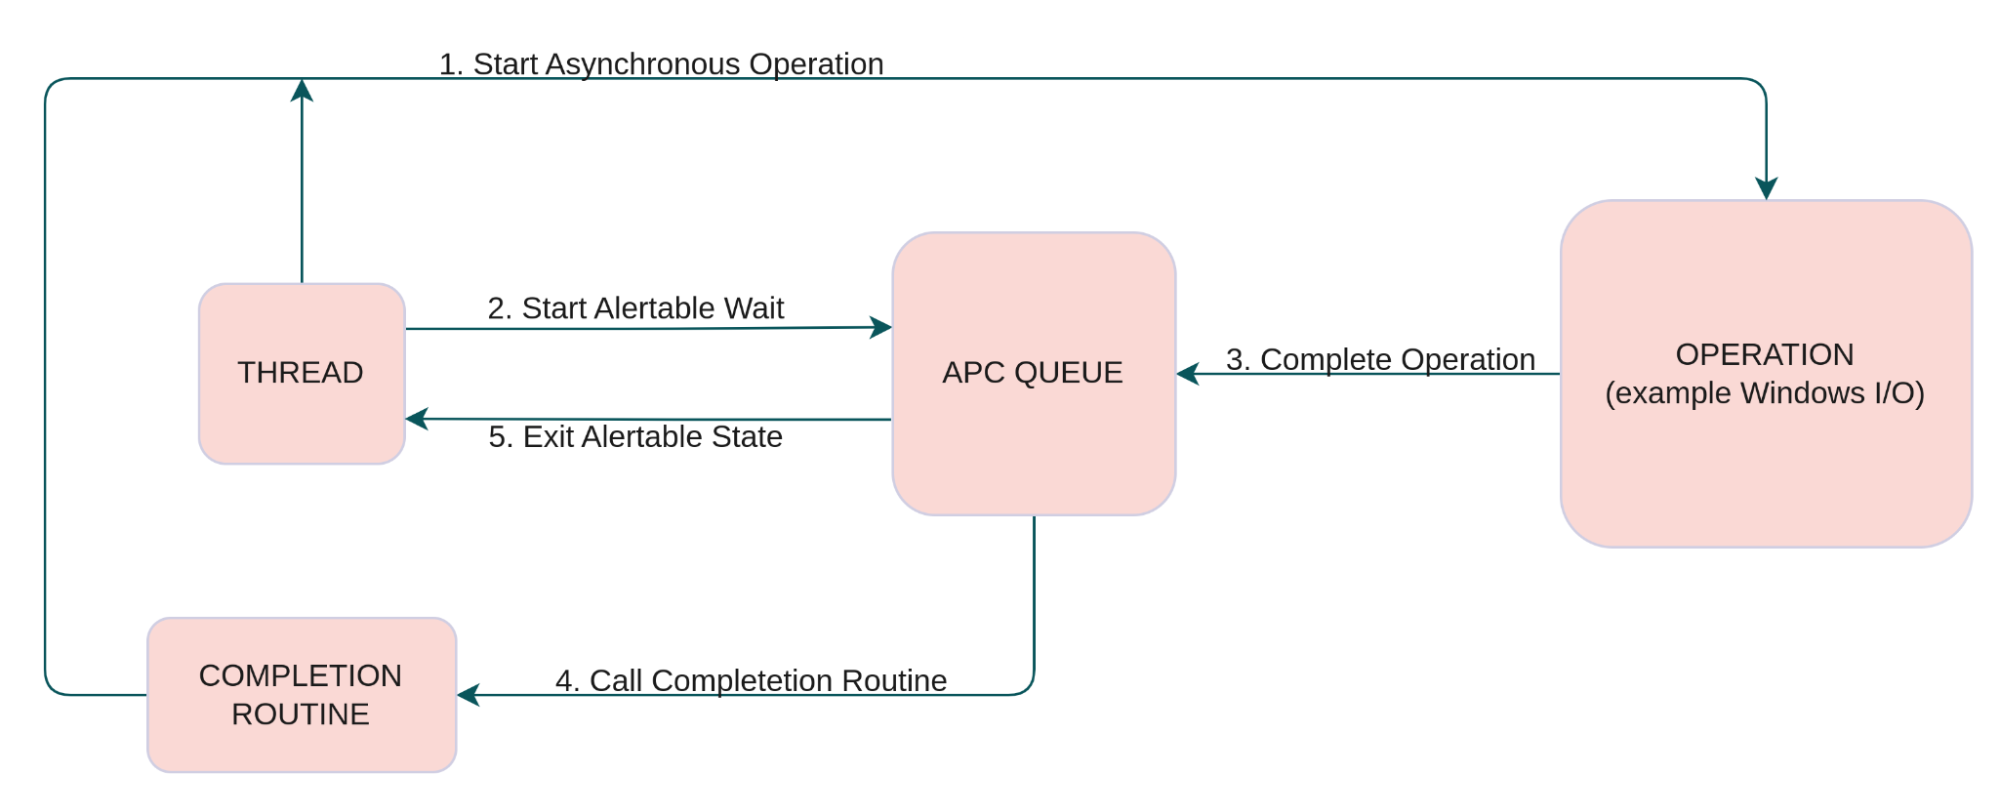 1. Start Asynchronous Operation
2. Start Alertable Wait
THREAD
APC QUEUE
3. Complete Operation
OPERATION
(example Windows I/O)
5. Exit Alertable State
4. Call Completetion Routine
COMPLETION
ROUTINE